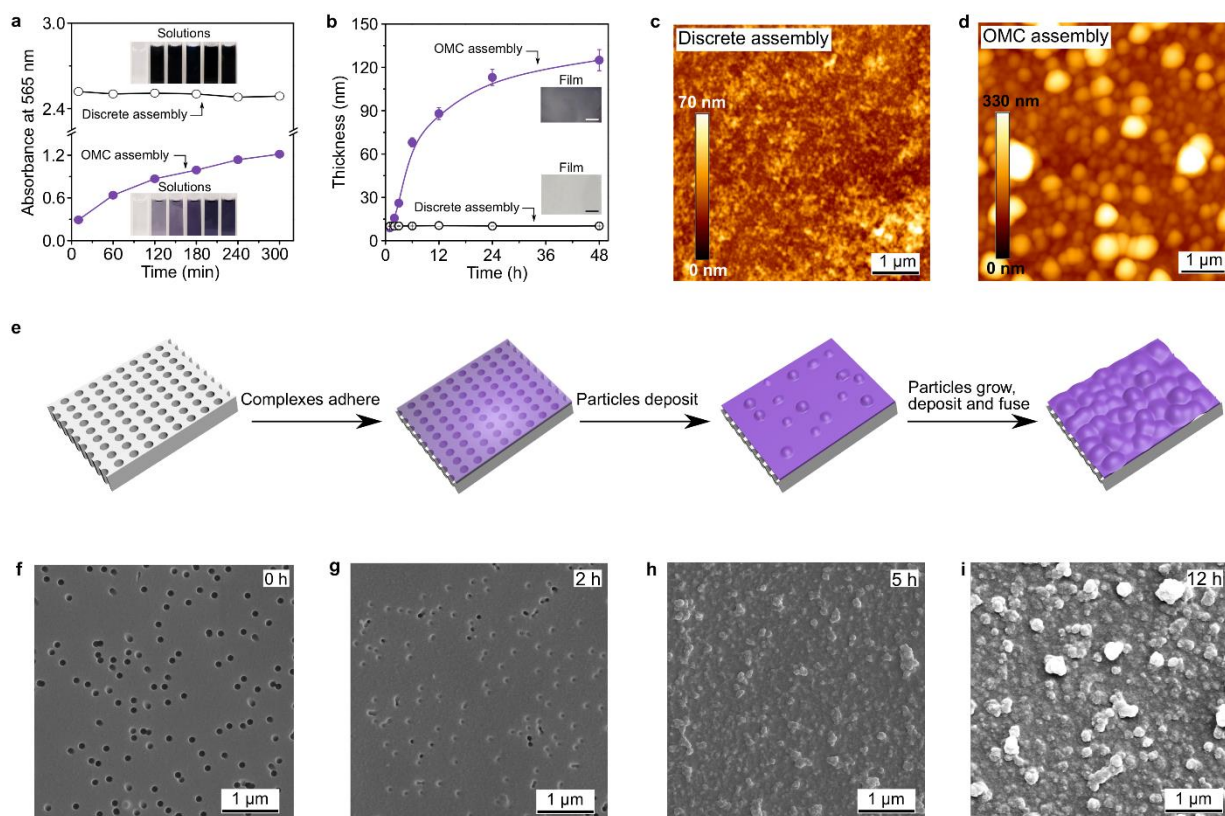 a
3.0
2.4
1.2
0.6
0.0
Absorbance at 565 nm
Solutions
Discrete assembly
OMC assembly
Solutions
0 60 120 180 240 300
Time (min)
b
150
120
90
60
30
0
Thickness (nm)
OMC assembly
Film
Film
Discrete assembly
0 12 24 36 48
Time (h)
c
Discrete assembly
70 nm
0 nm
1 µm
d
OMC assembly
330 nm
0 nm
1 µm
e
Complexes adhere
Particles deposit
Particles grow,
deposit and fuse
f
0 h
1 µm
g
2 h
1 µm
h
5 h
1 µm
i
12 h
1 µm